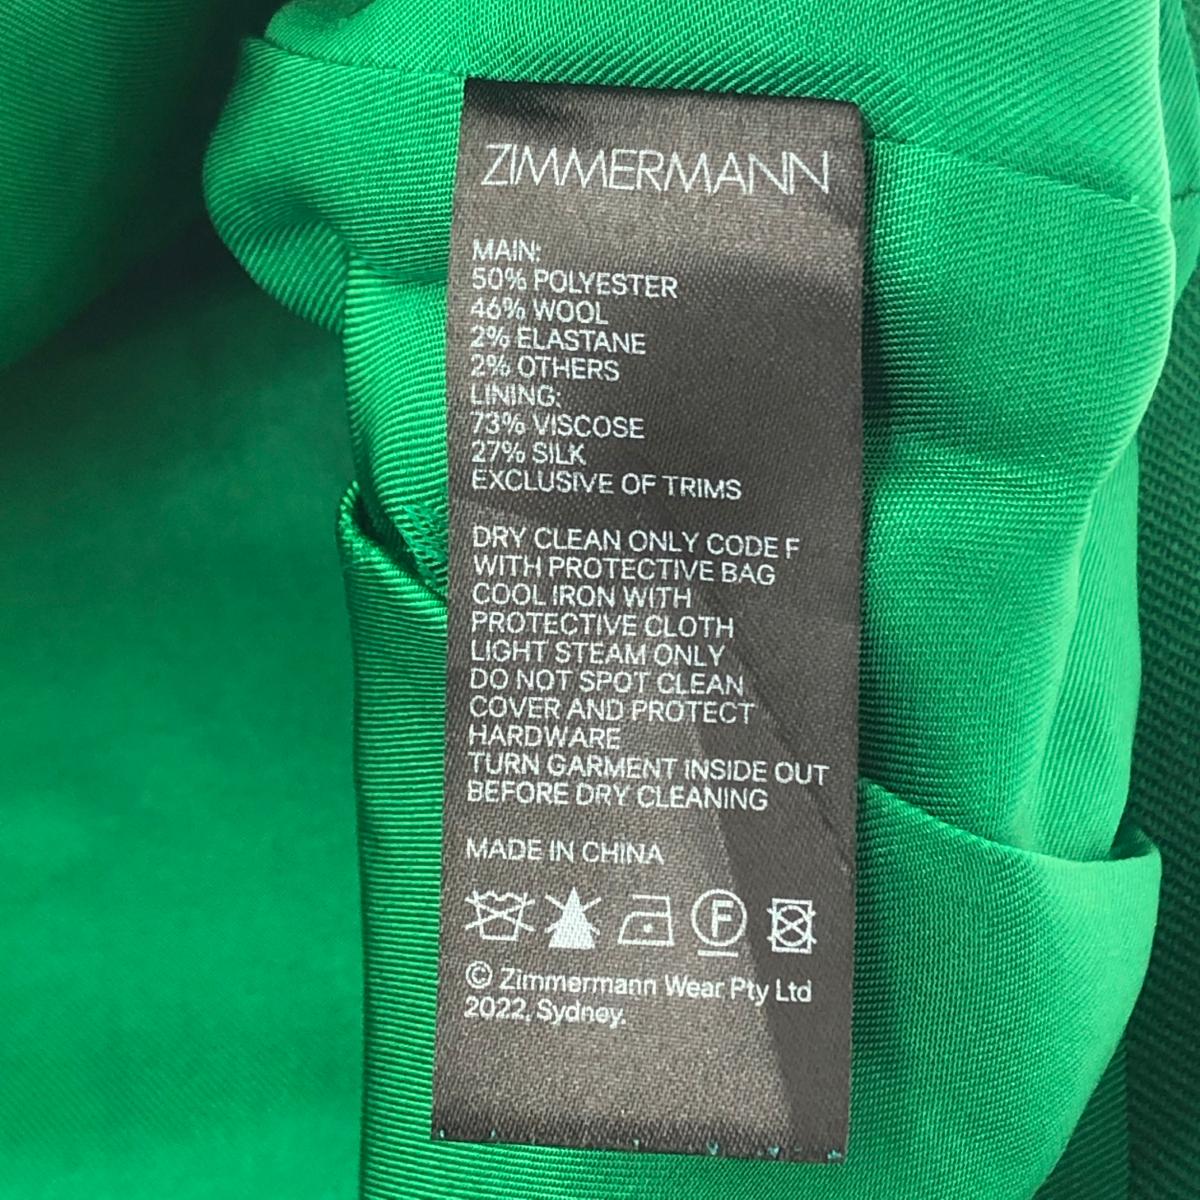 ZIMMERMANN
MAIN:
50% POLYESTER
46% WOOL
2% ELASTANE
2% OTHERS
LINING:
73% VISCOSE
27% SILK
EXCLUSIVE OF TRIMS
DRY CLEAN ONLY CODE F
WITH PROTECTIVE BAG
COOL IRON WITH
PROTECTIVE CLOTH
LIGHT STEAM ONLY
DO NOT SPOT CLEAN
COVER AND PROTECT
HARDWARE
TURN GARMENT INSIDE OUT
BEFORE DRY CLEANING
MADE IN CHINA
F
© Zimmermann Wear Pty Ltd
2022, Sydney.